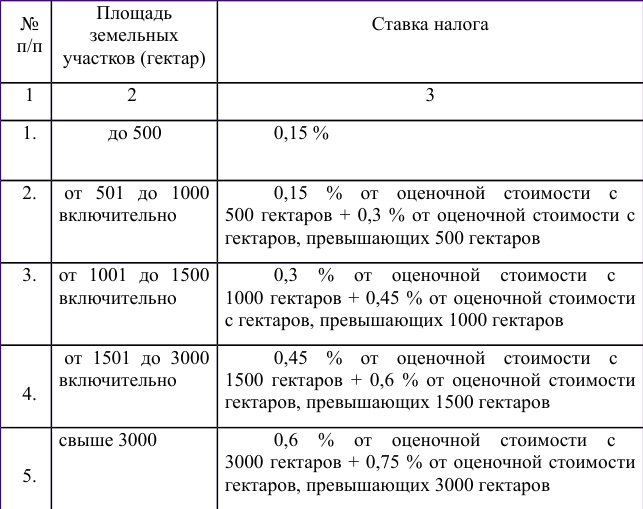 №
п/п
Площадь
земельных
участков (гектар)
Ставка налога
1
2
3
1.
до 500
0,15 %
2.
от 501 до 1000
включительно
0,15 % от оценочной стоимости с
500 гектаров + 0,3 % от оценочной стоимости с
гектаров, превышающих 500 гектаров
3.
от 1001 до 1500
включительно
0,3 % от оценочной стоимости с
1000 гектаров + 0,45 % от оценочной стоимости
с гектаров, превышающих 1000 гектаров
4.
от 1501 до 3000
включительно
0,45 % от оценочной стоимости с
1500 гектаров + 0,6 % от оценочной стоимости
гектаров, превышающих 1500 гектаров
5.
свыше 3000
0,6 % от оценочной стоимости с
3000 гектаров + 0,75 % от оценочной стоимости
гектаров, превышающих 3000 гектаров